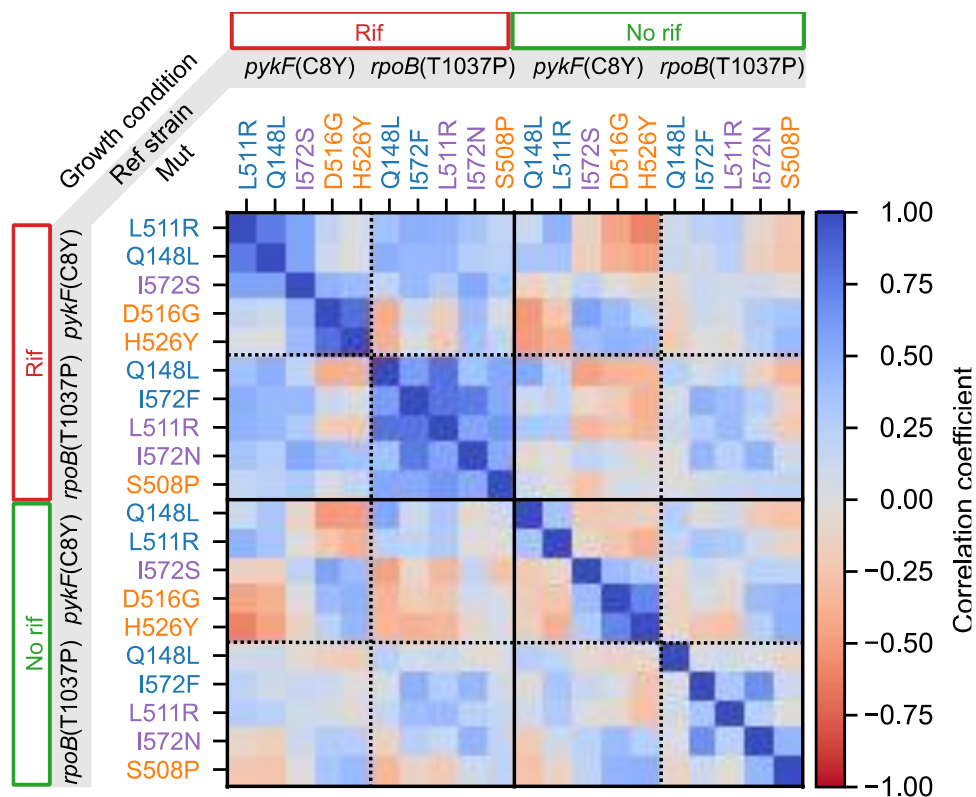 Rif
No rif
pykF(C8Y)
rpoB(T1037P)
pykF(C8Y)
rpoB(T1037P)
Growth condition
Ref strain
Mut
L511R
Q148L
I572S
D516G
H526Y
Q148L
I572F
L511R
I572N
S508P
Q148L
L511R
I572S
D516G
H526Y
Q148L
I572F
L511R
I572N
S508P
Rif
No rif
pykF(C8Y)
rpoB(T1037P)
pykF(C8Y)
rpoB(T1037P)
L511R
Q148L
I572S
D516G
H526Y
Q148L
I572F
L511R
I572N
S508P
Q148L
L511R
I572S
D516G
H526Y
Q148L
I572F
L511R
I572N
S508P
1.00
0.75
0.50
0.25
0.00
−0.25
−0.50
−0.75
−1.00
Correlation coefficient